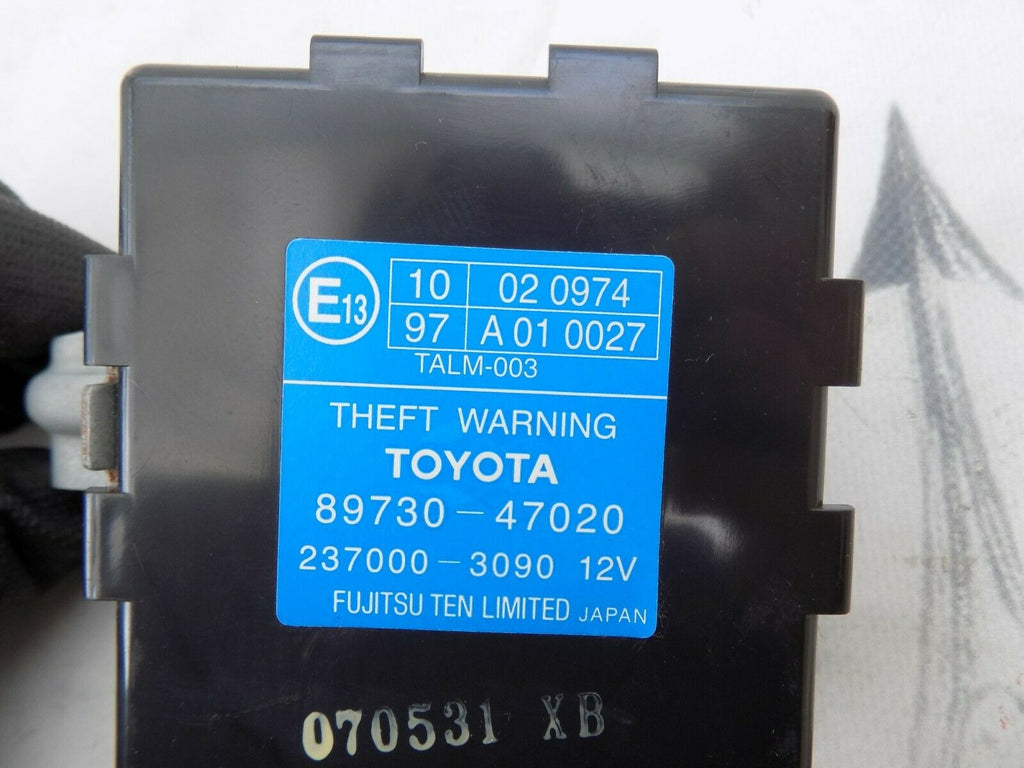 E13
10 02 0974
97 A 01 0027
TALM-003
THEFT WARNING
TOYOTA
89730-47020
237000-3090 12V
FUJITSU TEN LIMITED JAPAN
070531 XB